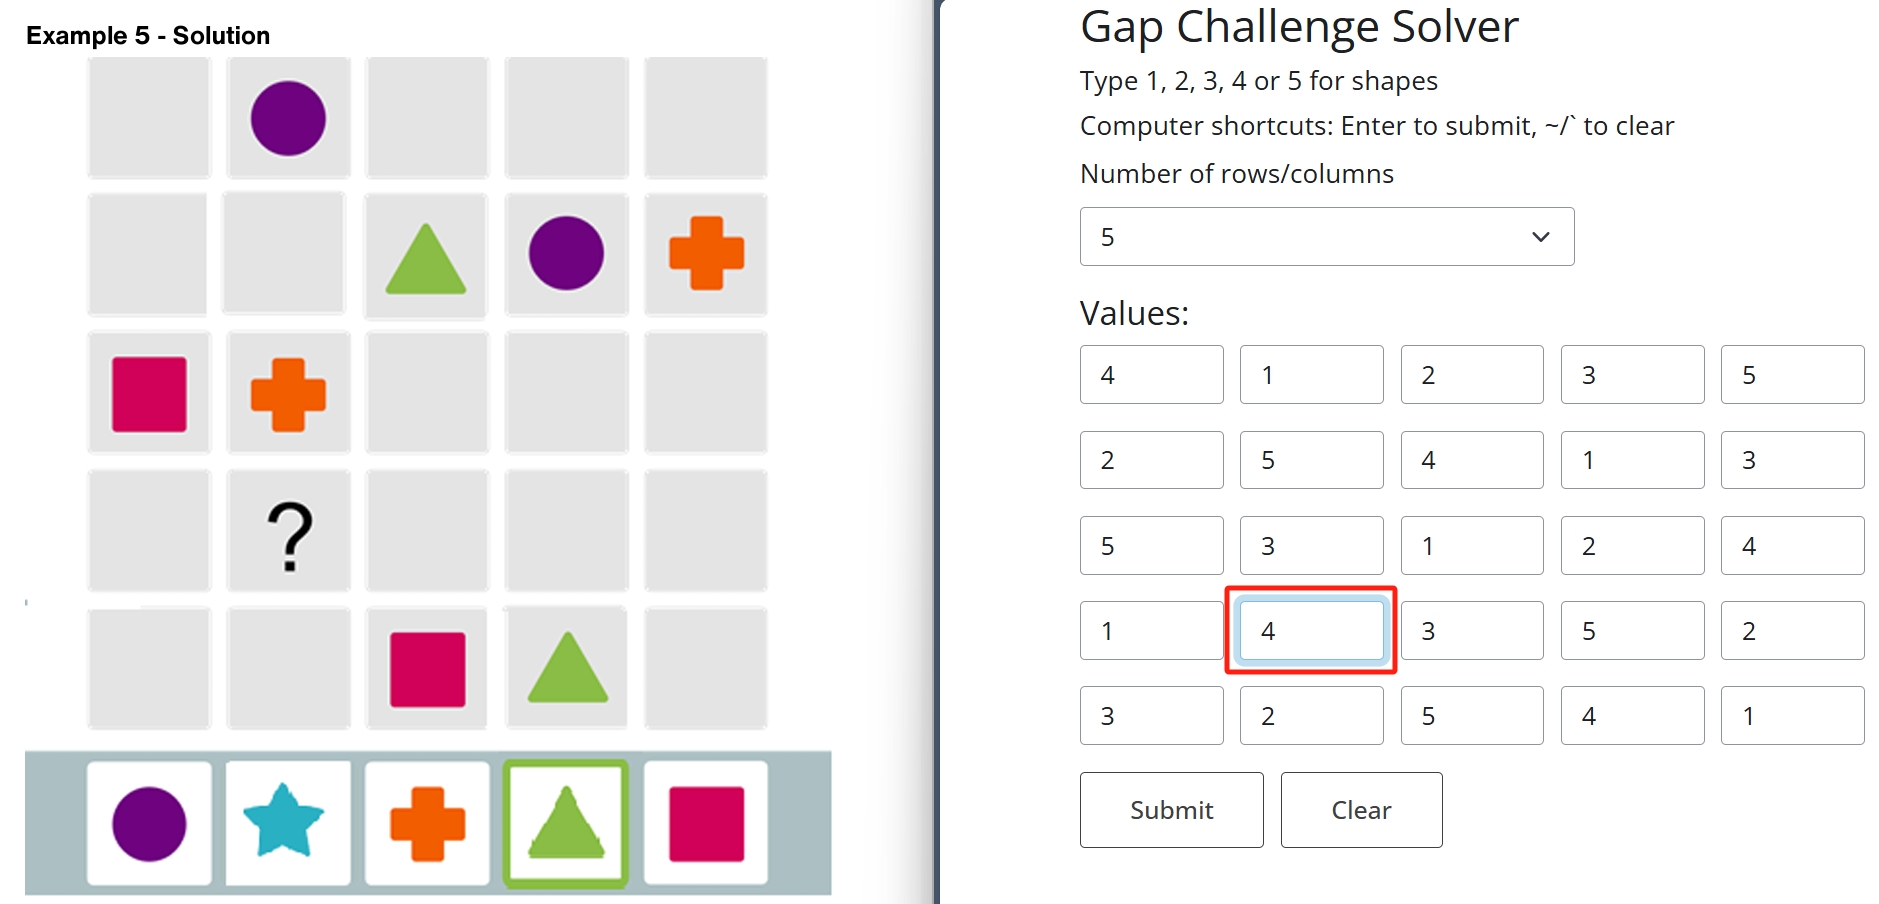 Example 5 - Solution
?
Gap Challenge Solver
Type 1, 2, 3, 4 or 5 for shapes
Computer shortcuts: Enter to submit, ~/` to clear
Number of rows/columns
5
Values:
4 1 2 3 5
2 5 4 1 3
5 3 1 2 4
1 4 3 5 2
3 2 5 4 1
Submit Clear